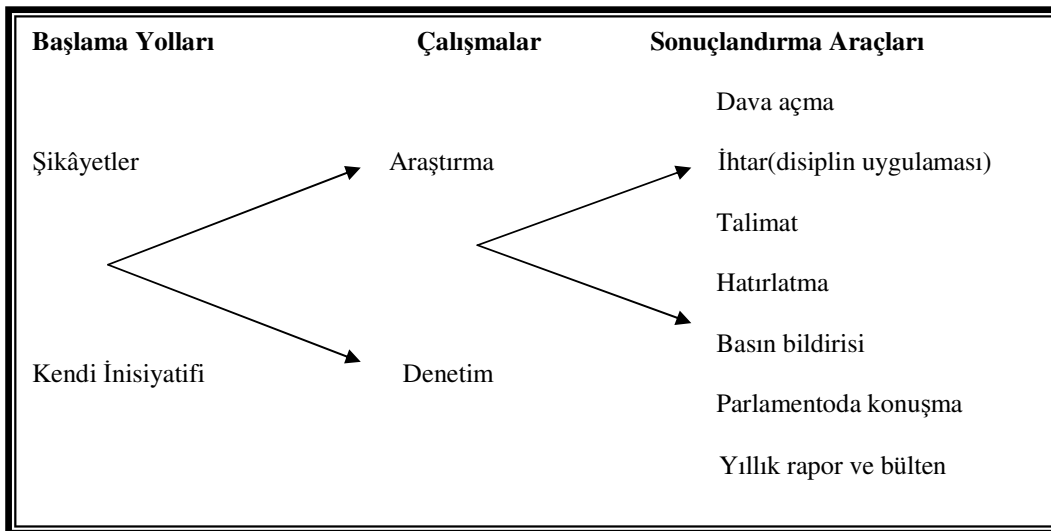 Başlama Yolları Çalışmalar Sonuçlandırma Araçları
Dava açma
Şikâyetler Araştırma İhtar(disiplin uygulaması)
Talimat
Hatırlatma
Basın bildirisi
Kendi İnisiyatifi Denetim
Parlamentoda konuşma
Yıllık rapor ve bülten